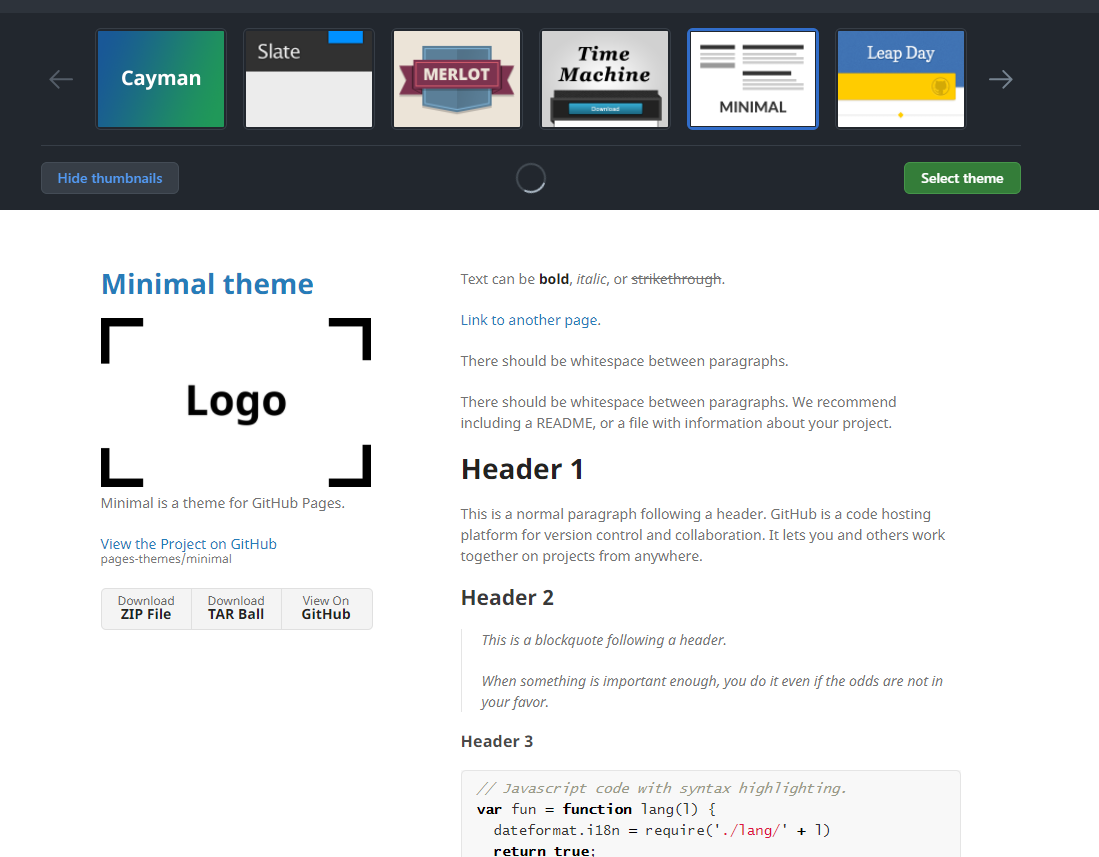 Cayman
Slate
MERLOT
Time
Machine
Download
MINIMAL
Leap Day
Hide thumbnails
Select theme
Minimal theme
Logo
Minimal is a theme for GitHub Pages.
View the Project on GitHub
pages-themes/minimal
Download
ZIP File
Download
TAR Ball
View On
GitHub
Text can be bold, italic, or strikethrough.
Link to another page.
There should be whitespace between paragraphs.
There should be whitespace between paragraphs. We recommend
including a README, or a file with information about your project.
Header 1
This is a normal paragraph following a header. GitHub is a code hosting
platform for version control and collaboration. It lets you and others work
together on projects from anywhere.
Header 2
This is a blockquote following a header.
When something is important enough, you do it even if the odds are not in
your favor.
Header 3
// Javascript code with syntax highlighting.
var fun = function lang(l) {
  dateformat.i18n = require('./lang/' + l)
  return true;